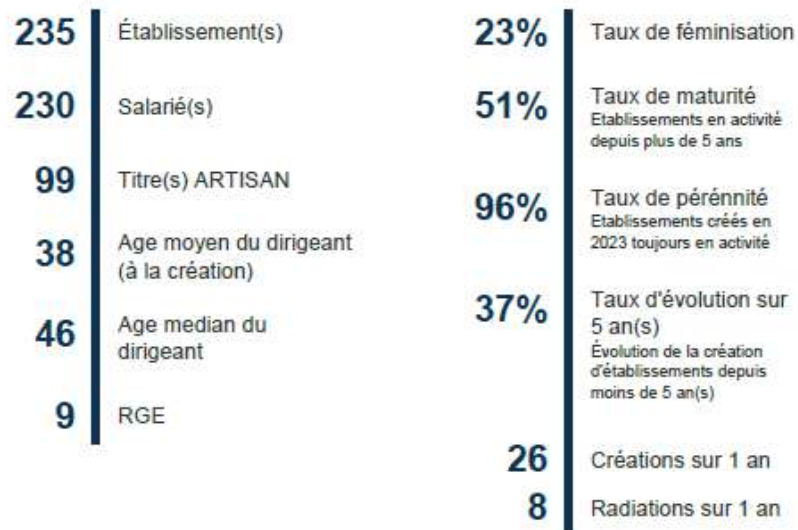 235 Établissement(s)
230 Salarié(s)
99 Titre(s) ARTISAN
38 Age moyen du dirigeant
(à la création)
46 Age median du
dirigeant
9 RGE
23% Taux de féminisation
51% Taux de maturité
Etablissements en activité
depuis plus de 5 ans
96% Taux de pérénnité
Etablissements créés en
2023 toujours en activité
37% Taux d'évolution sur
5 an(s)
Évolution de la création
d'établissements depuis
moins de 5 an(s)
26 Créations sur 1 an
8 Radiations sur 1 an